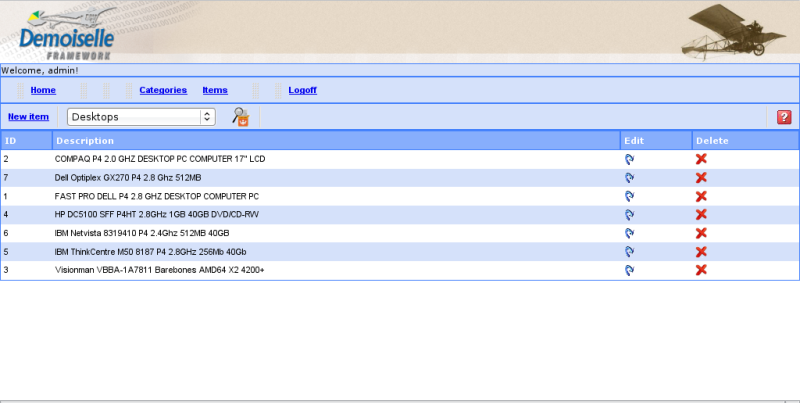 Demoiselle
FRAMEWORK
Welcome, admin!
Home Categories Items Logoff
New item Desktops ?
ID Description Edit Delete
2 COMPAQ P4 2.0 GHZ DESKTOP PC COMPUTER 17" LCD
7 Dell Optiplex GX270 P4 2.8 Ghz 512MB
1 FAST PRO DELL P4 2.8 GHZ DESKTOP COMPUTER PC
4 HP DC5100 SFF P4HT 2.8GHz 1GB 40GB DVD/CD-RW
6 IBM Netvista 8319410 P4 2.4Ghz 512MB 40GB
5 IBM ThinkCentre M50 8187 P4 2.8GHz 256Mb 40Gb
3 Visionman VBBA-1A7811 Barebones AMD64 X2 4200+